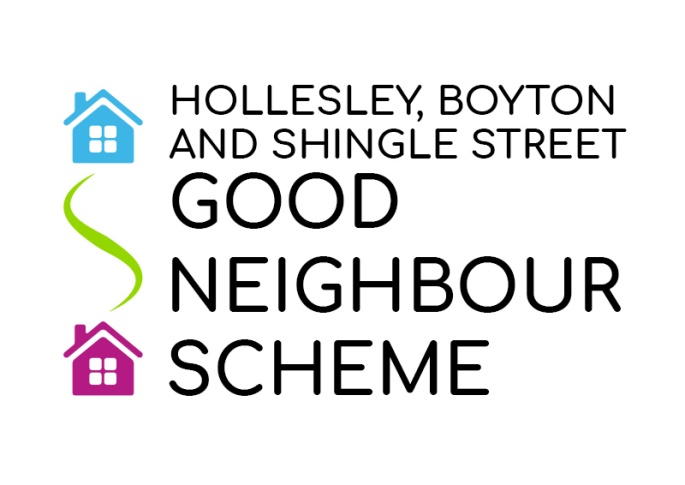 HOLLESLEY, BOYTON
AND SHINGLE STREET
GOOD
NEIGHBOUR
SCHEME